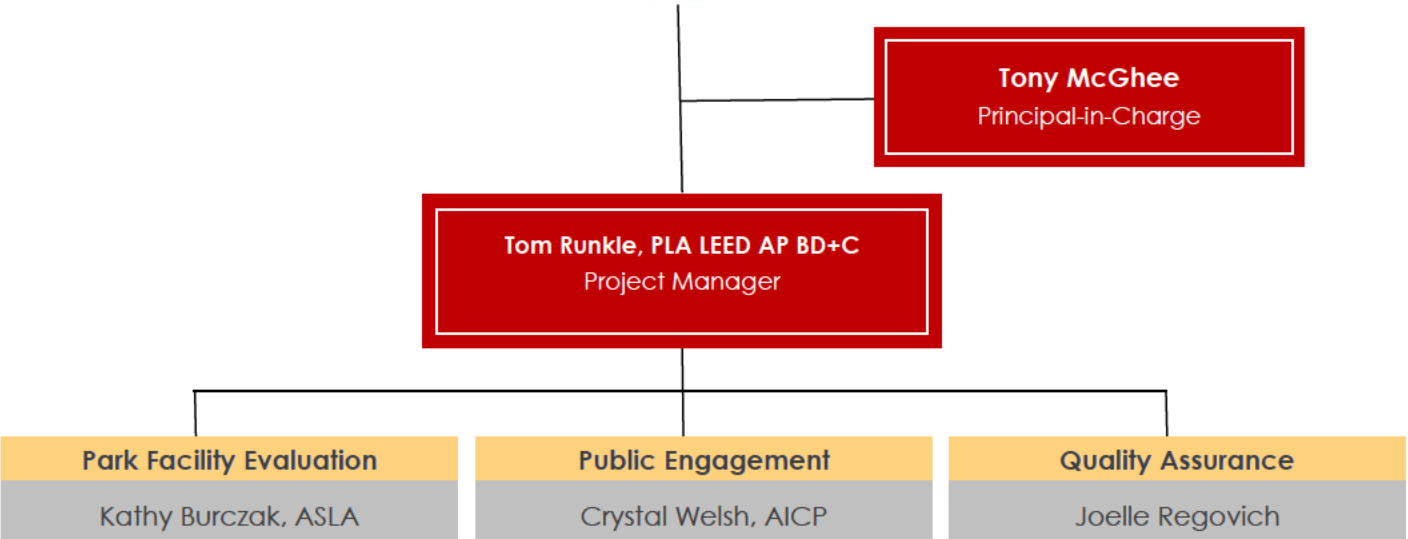 Tony McGhee
Principal-in-Charge
Tom Runkle, PLA LEED AP BD+C
Project Manager
Park Facility Evaluation
Kathy Burczak, ASLA
Public Engagement
Crystal Welsh, AICP
Quality Assurance
Joelle Regovich